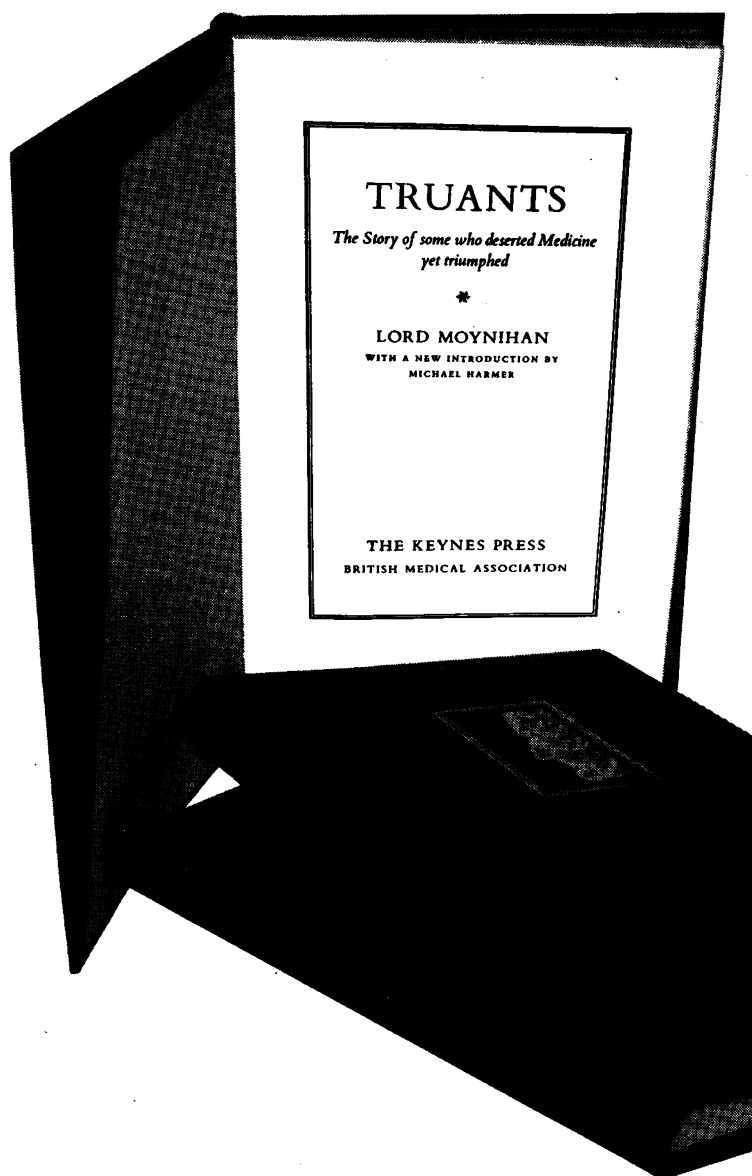 TRUANTS
The Story of some who deserted Medicine
yet triumphed
*
LORD MOYNIHAN
WITH A NEW INTRODUCTION BY
MICHAEL HARMER
THE KEYNES PRESS
BRITISH MEDICAL ASSOCIATION